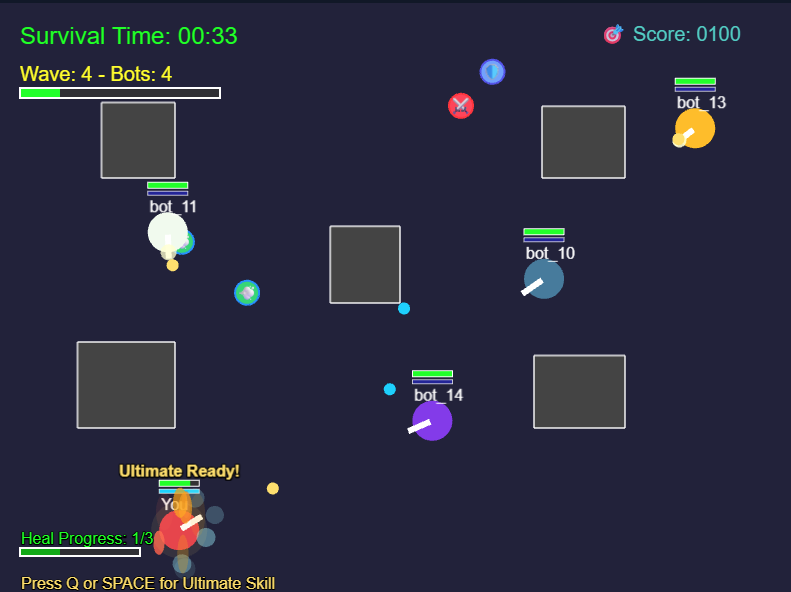 Survival Time: 00:33
Score: 0100
Wave: 4 - Bots: 4
bot_13
bot_11
bot_10
bot_14
Ultimate Ready!
You
Heal Progress: 1/3
Press Q or SPACE for Ultimate Skill